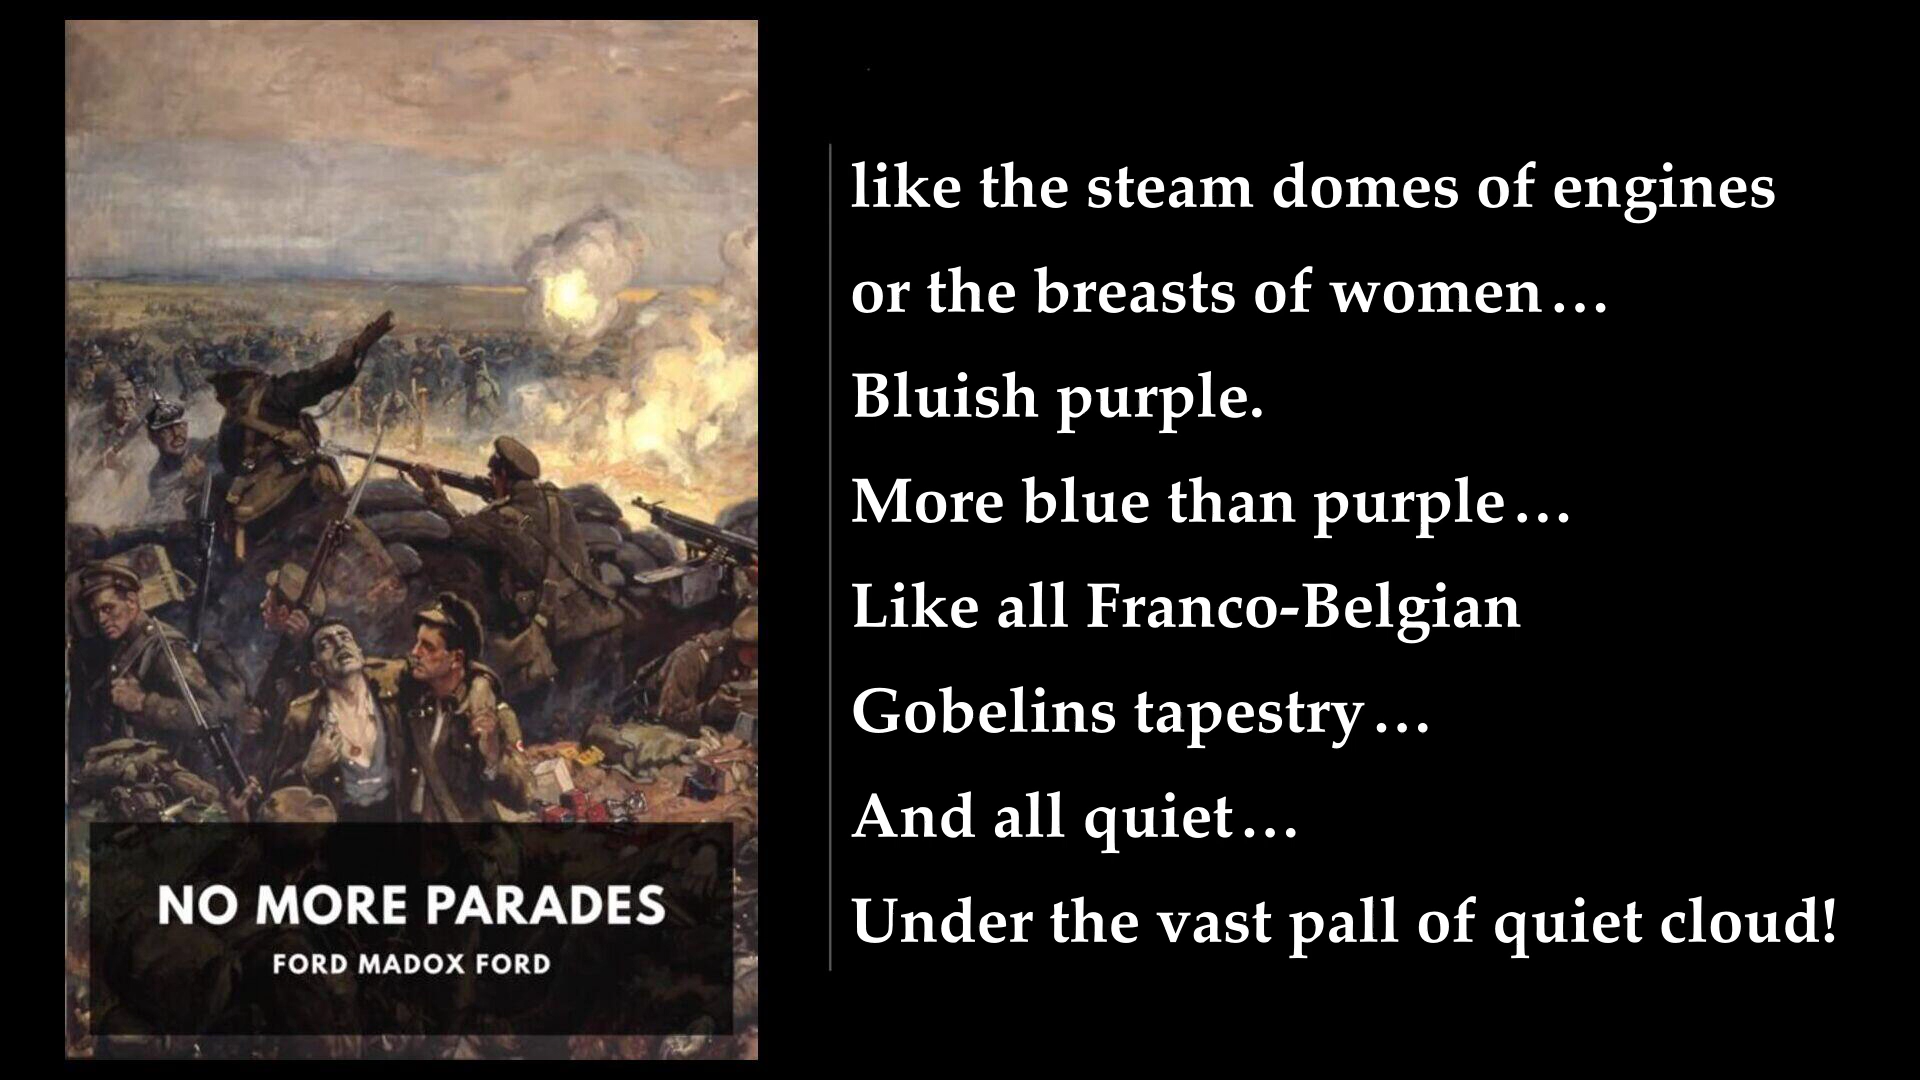 NO MORE PARADES
FORD MADOX FORD
like the steam domes of engines
or the breasts of women…
Bluish purple.
More blue than purple…
Like all Franco-Belgian
Gobelins tapestry…
And all quiet…
Under the vast pall of quiet cloud!